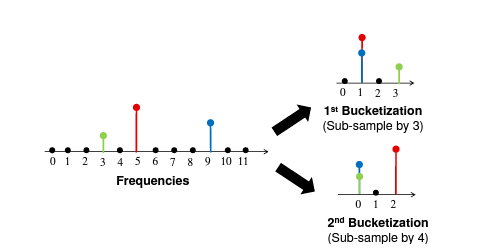 0 1 2 3 4 5 6 7 8 9 10 11
Frequencies
0 1 2 3
1st Bucketization
(Sub-sample by 3)
0 1 2
2nd Bucketization
(Sub-sample by 4)